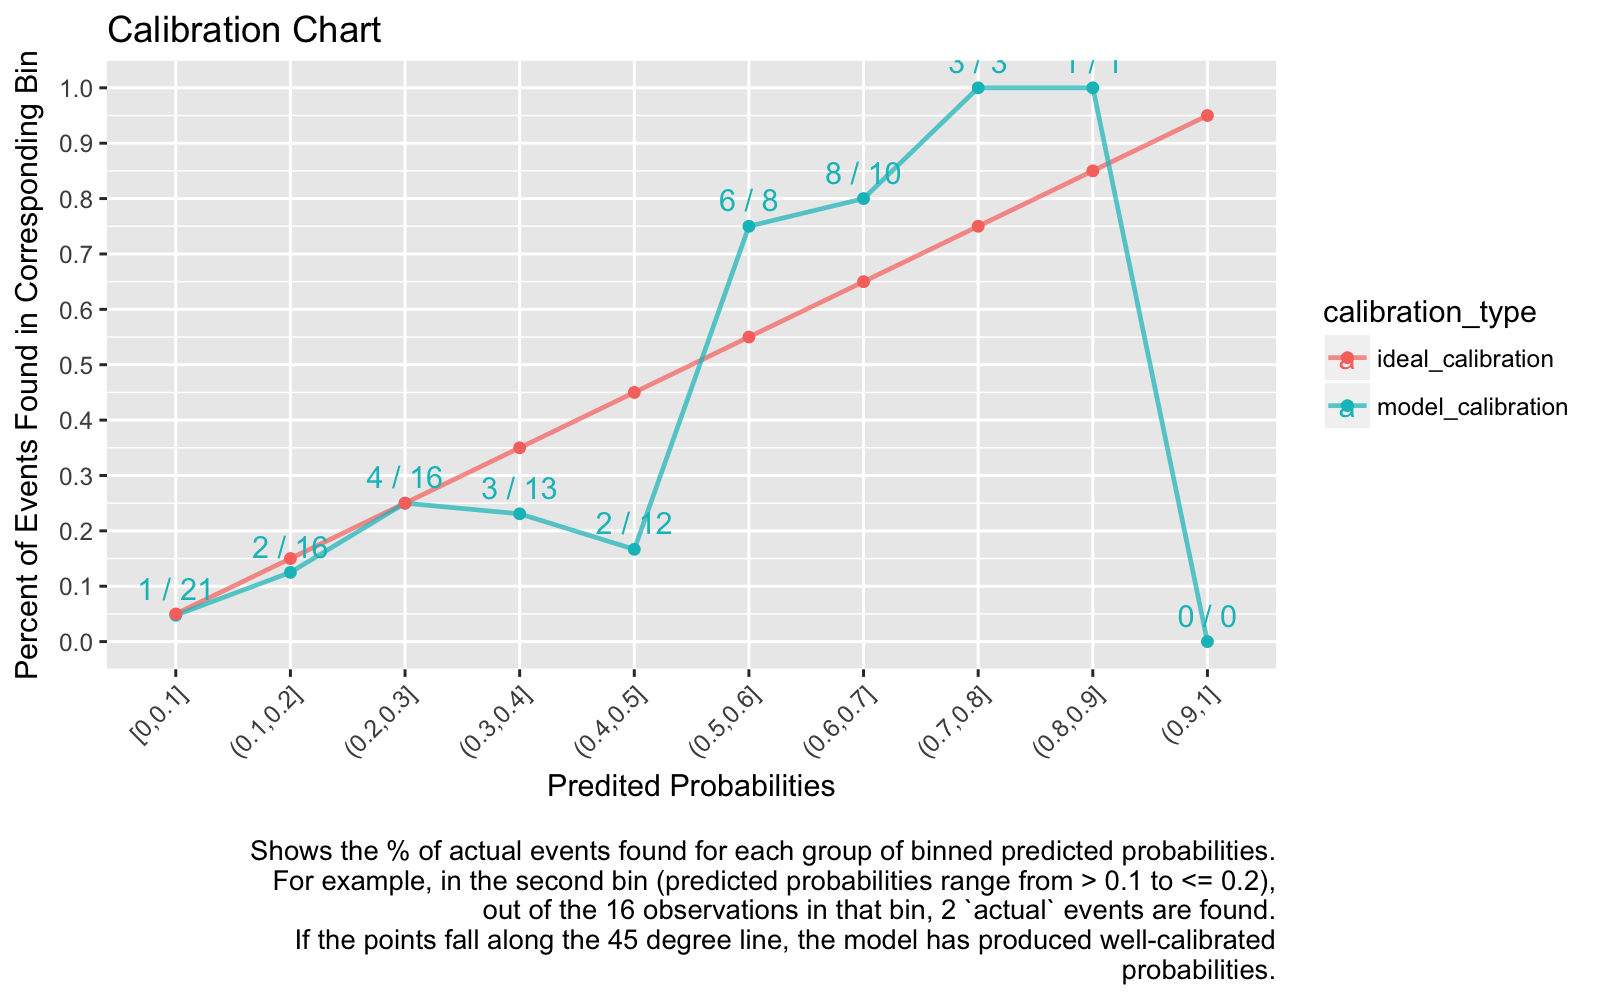 Calibration Chart
Percent of Events Found in Corresponding Bin
1.0
0.9
0.8
0.7
0.6
0.5
0.4
0.3
0.2
0.1
0.0
1 / 21
2 / 16
4 / 16
3 / 13
2 / 12
6 / 8
8 / 10
3 / 3
1 / 1
0 / 0
[0,0.1]
(0.1,0.2]
(0.2,0.3]
(0.3,0.4]
(0.4,0.5]
(0.5,0.6]
(0.6,0.7]
(0.7,0.8]
(0.8,0.9]
(0.9,1]
Predited Probabilities
calibration_type
a ideal_calibration
a model_calibration
Shows the % of actual events found for each group of binned predicted probabilities.
For example, in the second bin (predicted probabilities range from > 0.1 to <= 0.2),
out of the 16 observations in that bin, 2 `actual` events are found.
If the points fall along the 45 degree line, the model has produced well-calibrated
probabilities.